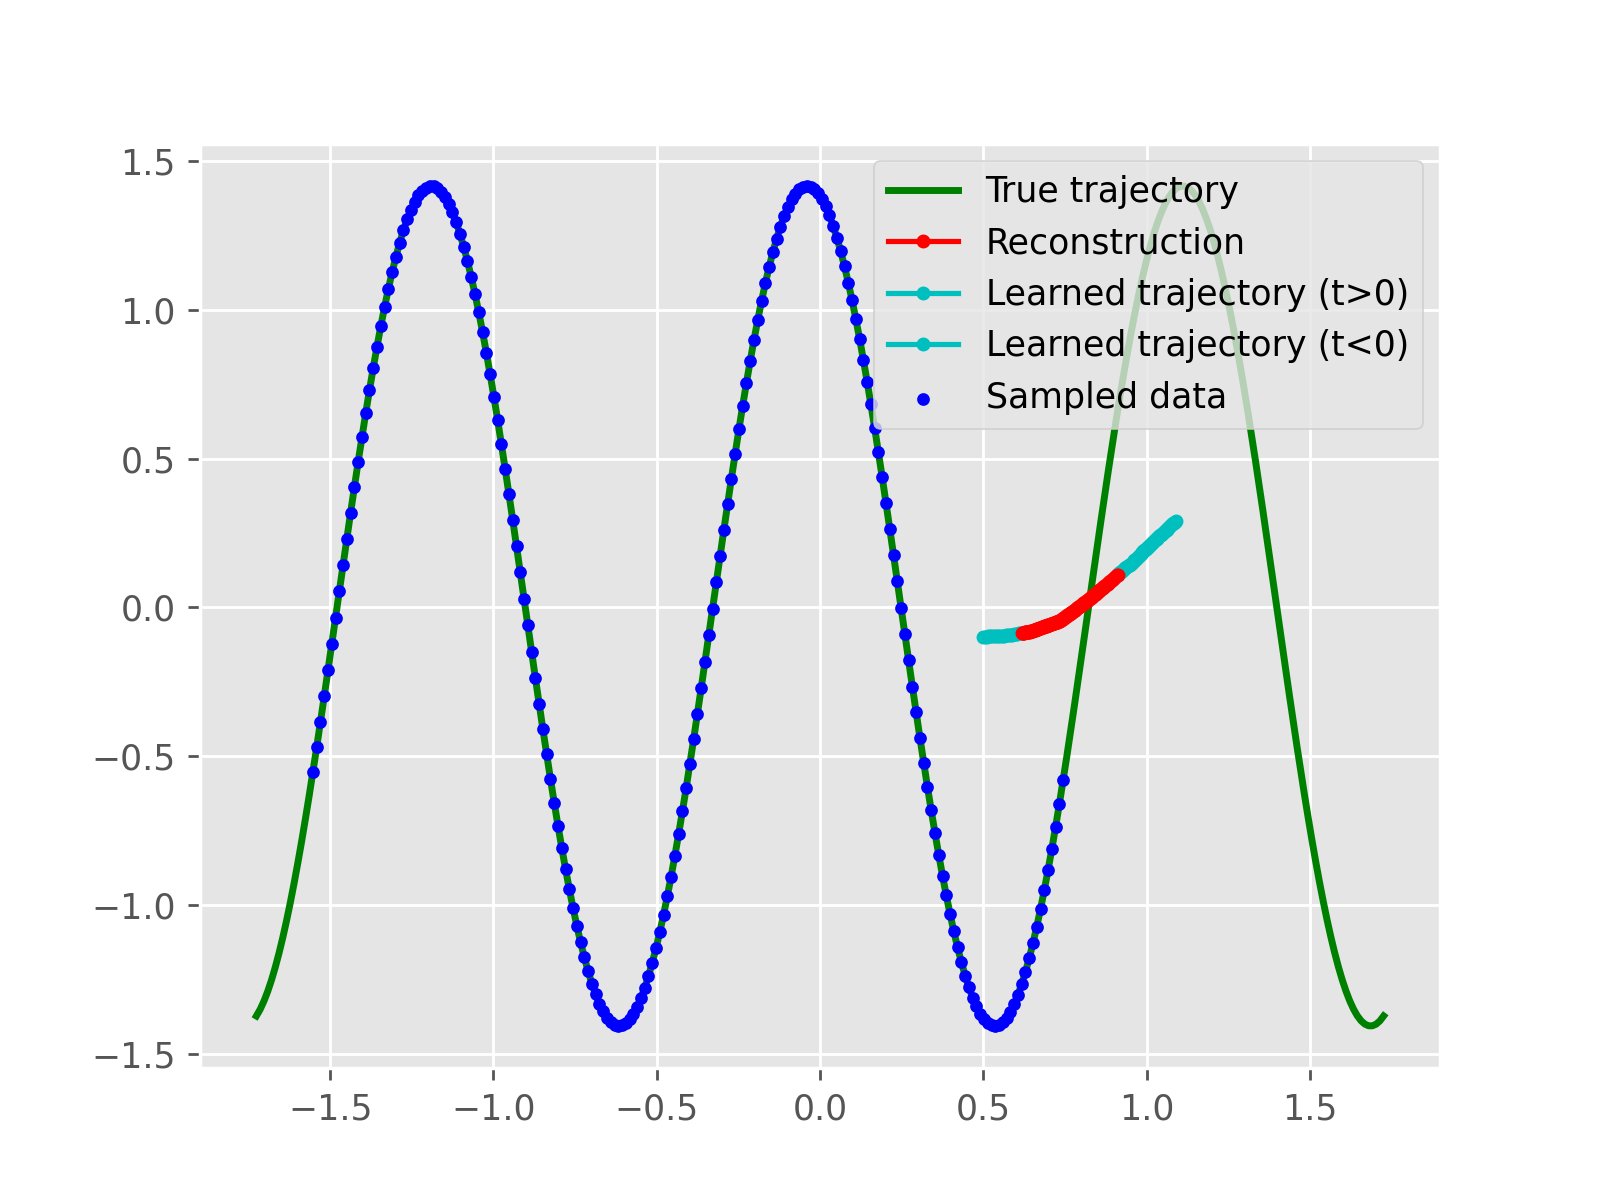 1.5
1.0
0.5
0.0
−0.5
−1.0
−1.5
−1.5 −1.0 −0.5 0.0 0.5 1.0 1.5
True trajectory
Reconstruction
Learned trajectory (t>0)
Learned trajectory (t<0)
Sampled data